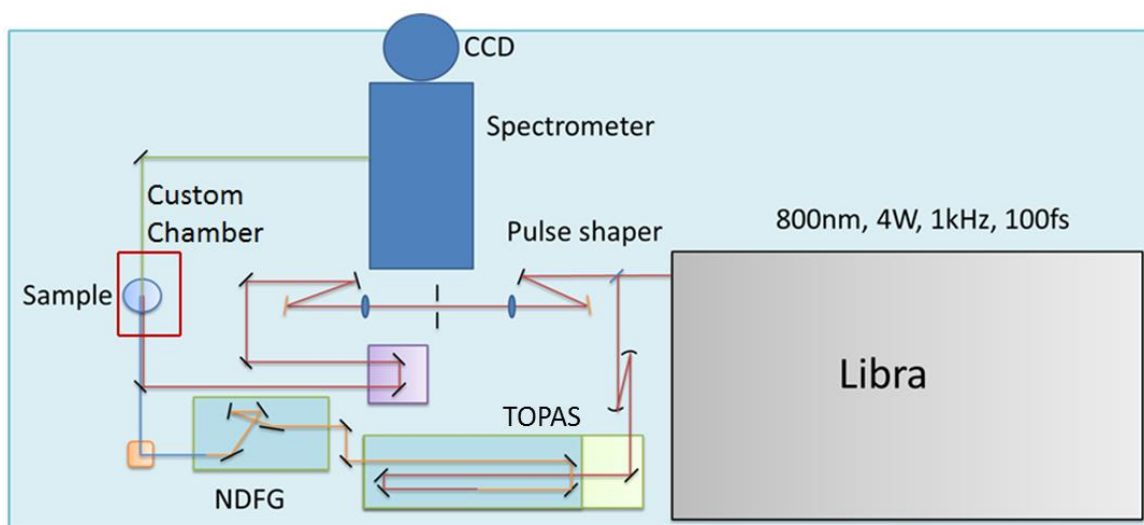 CCD
Spectrometer
Custom
Chamber
800nm, 4W, 1kHz, 100fs
Pulse shaper
Sample
Libra
TOPAS
NDFG